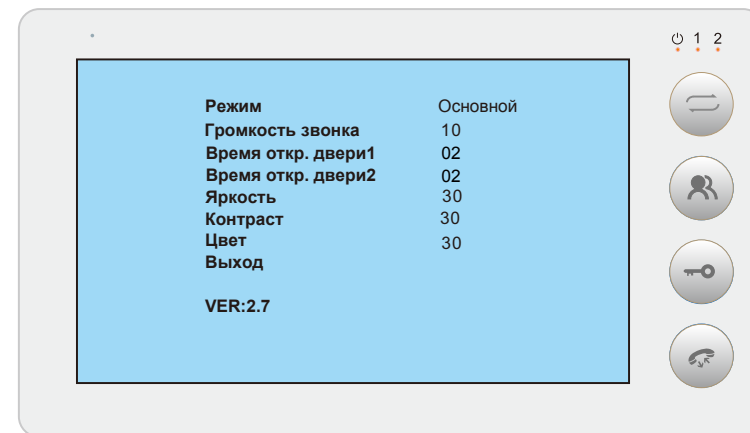 1 2
Режим Основной
Громкость звонка 10
Время откр. двери1 02
Время откр. двери2 02
Яркость 30
Контраст 30
Цвет 30
Выход
VER:2.7